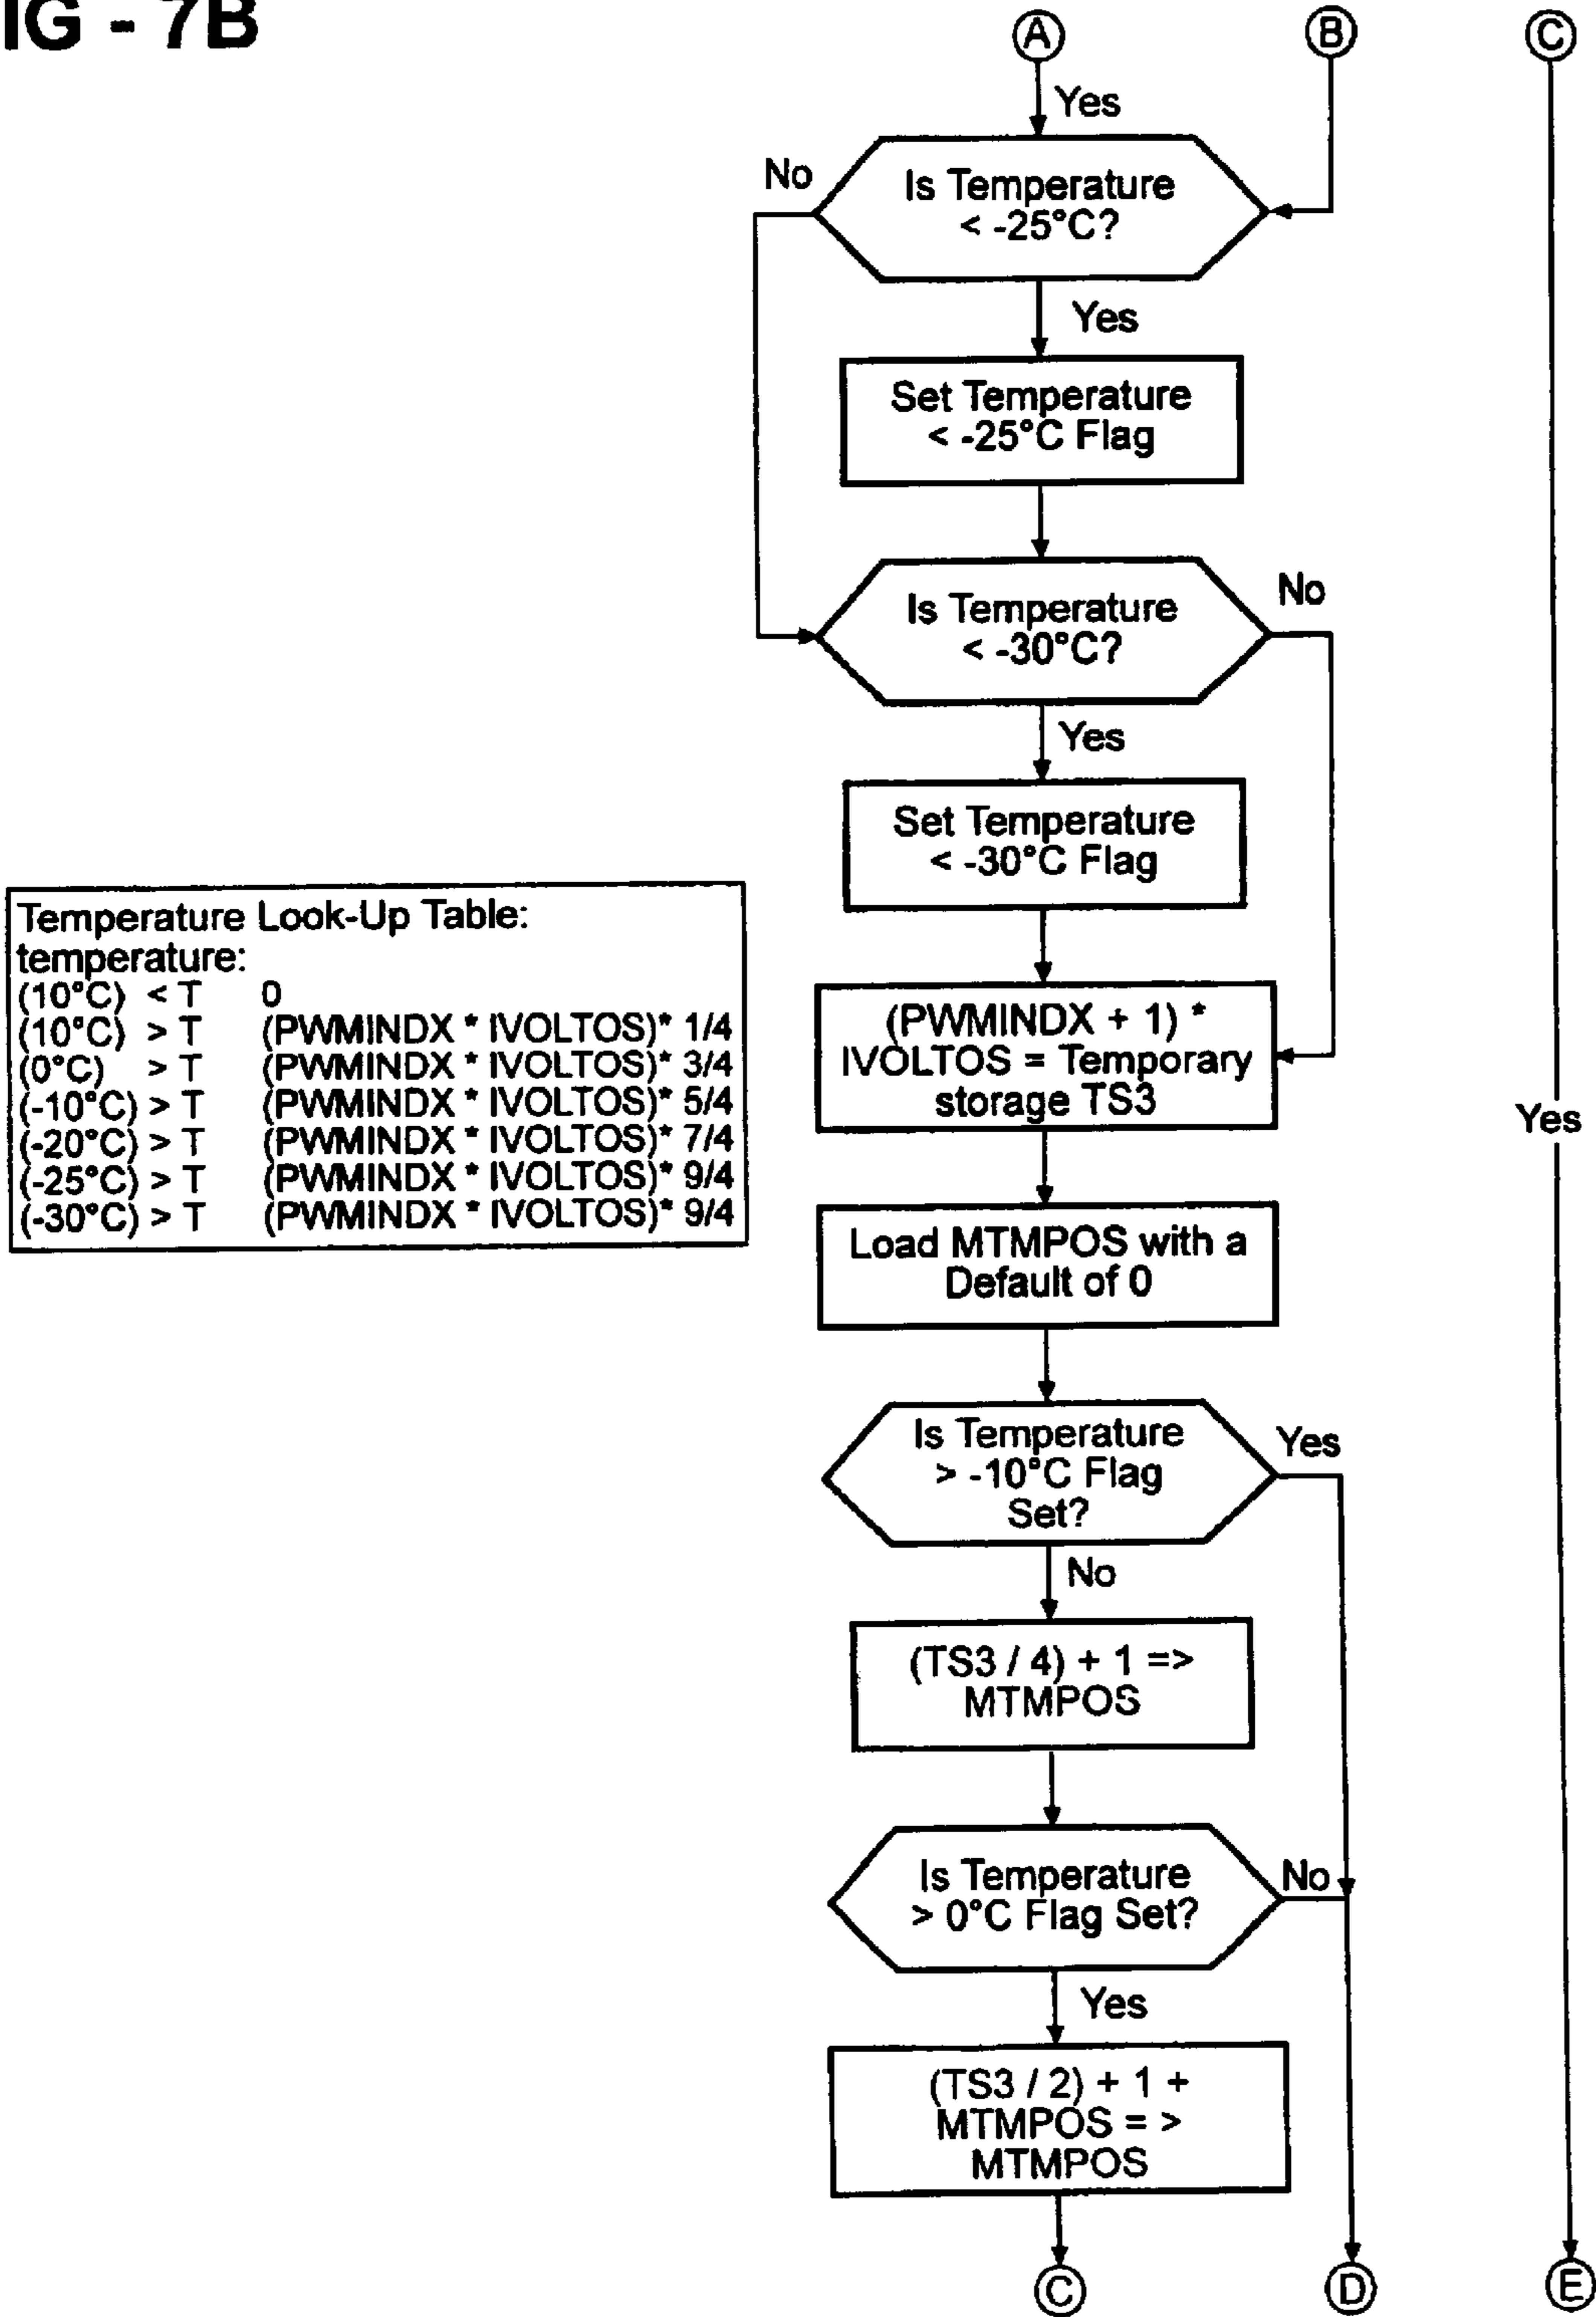 IG - 7B
A
B
C
Yes
No
Is Temperature
< -25°C?
Yes
Set Temperature
< -25°C Flag
Is Temperature
< -30°C?
No
Yes
Set Temperature
< -30°C Flag
Temperature Look-Up Table:
temperature:
(10°C) < T 0
(10°C) > T (PWMINDX * IVOLTOS)* 1/4
(0°C) > T (PWMINDX * IVOLTOS)* 3/4
(-10°C) > T (PWMINDX * IVOLTOS)* 5/4
(-20°C) > T (PWMINDX * IVOLTOS)* 7/4
(-25°C) > T (PWMINDX * IVOLTOS)* 9/4
(-30°C) > T (PWMINDX * IVOLTOS)* 9/4
(PWMINDX + 1) *
IVOLTOS = Temporary
storage TS3
Yes
Load MTMPOS with a
Default of 0
Is Temperature
> -10°C Flag
Set?
Yes
No
(TS3 / 4) + 1 =>
MTMPOS
Is Temperature
> 0°C Flag Set?
No
Yes
(TS3 / 2) + 1 +
MTMPOS = >
MTMPOS
C
D
E